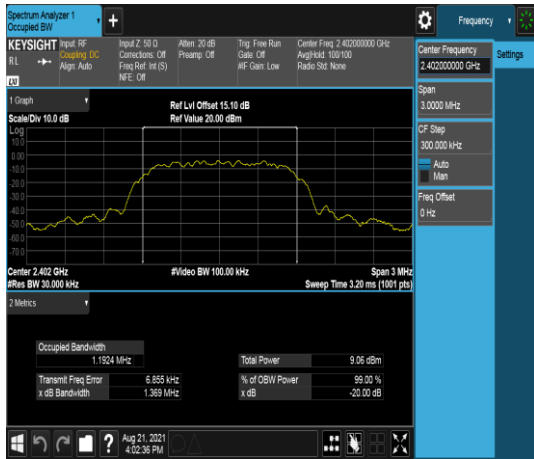 Spectrum Analyzer 1
Occupied BW
Frequency
KEYSIGHT
RL
LXI
Input: RF
Coupling: DC
Align: Auto
Input Z: 50 Ω
Corrections: Off
Freq Ref: Int (S)
NFE: Off
Atten: 20 dB
Preamp: Off
Trig: Free Run
Gate: Off
#IF Gain: Low
Center Freq: 2.402000000 GHz
Avg|Hold: 100/100
Radio Std: None
Center Frequency
2.402000000 GHz
Settings
Span
3.0000 MHz
CF Step
300.000 kHz
Auto
Man
Freq Offset
0 Hz
1 Graph
Scale/Div 10.0 dB
Ref Lvl Offset 15.10 dB
Ref Value 20.00 dBm
Log
10.0
0.00
-10.0
-20.0
-30.0
-40.0
-50.0
-60.0
-70.0
Center 2.402 GHz
#Res BW 30.000 kHz
#Video BW 100.00 kHz
Span 3 MHz
Sweep Time 3.20 ms (1001 pts)
2 Metrics
Occupied Bandwidth
1.1924 MHz
Total Power 9.06 dBm
Transmit Freq Error 6.855 kHz
% of OBW Power 99.00 %
x dB Bandwidth 1.369 MHz
x dB -20.00 dB
?
Aug 21, 2021
4:02:36 PM